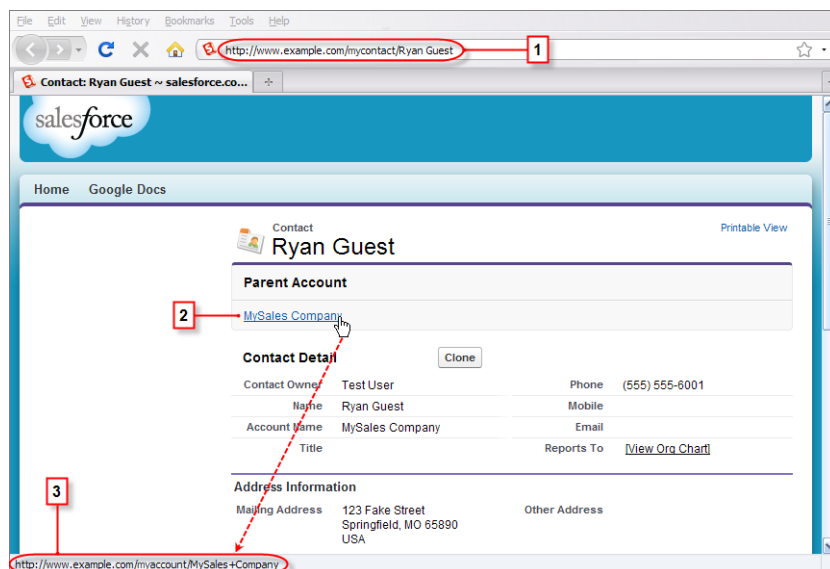 File Edit View History Bookmarks Tools Help
http://www.example.com/mycontact/Ryan Guest
1
Contact: Ryan Guest ~ salesforce.co...
salesforce
Home Google Docs
Contact
Ryan Guest
Printable View
Parent Account
2
MySales Company
Contact Detail Clone
Contact Owner Test User Phone (555) 555-6001
Name Ryan Guest Mobile
Account Name MySales Company Email
Title Reports To [View Org Chart]
Address Information
3
Mailing Address 123 Fake Street Other Address
Springfield, MO 65890
USA
http://www.example.com/myaccount/MySales+Company